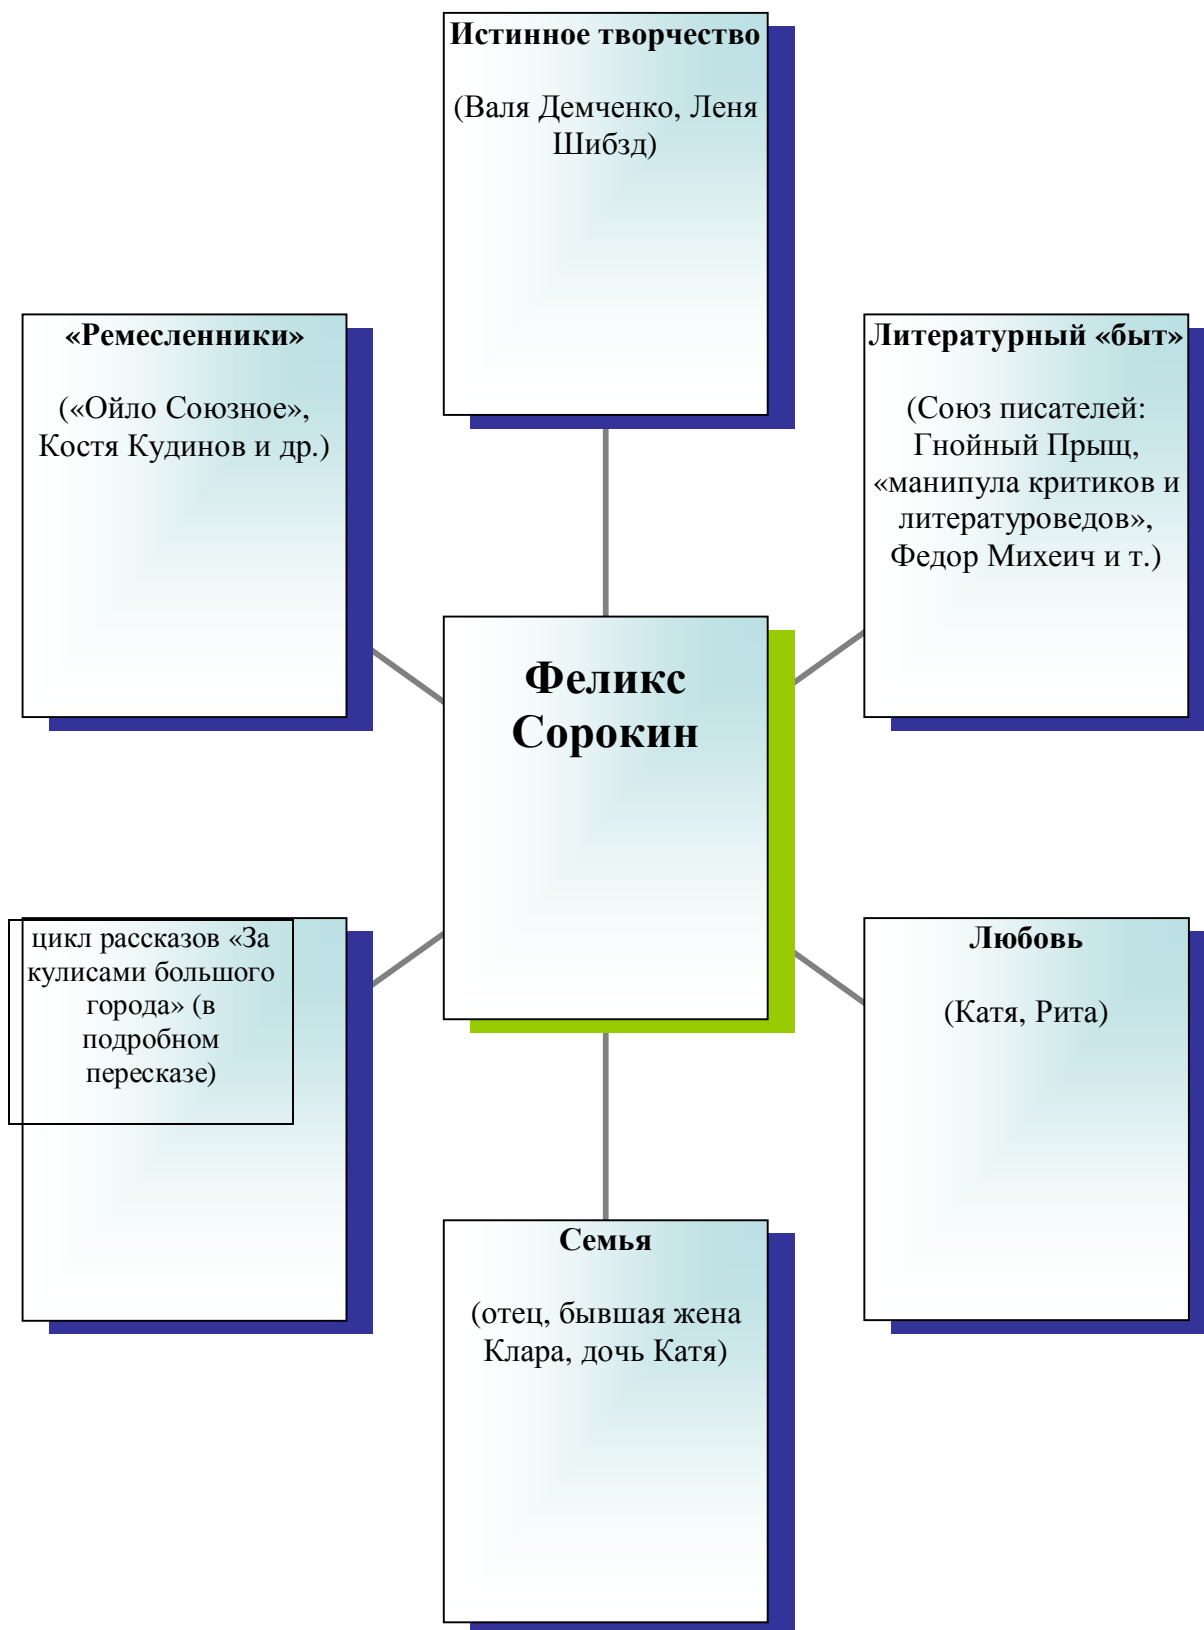 Истинное творчество
(Валя Демченко, Леня
Шибзд)
«Ремесленники»
(«Ойло Союзное»,
Костя Кудинов и др.)
Литературный «быт»
(Союз писателей:
Гнойный Прыщ,
«манипула критиков и
литературоведов»,
Федор Михеич и т.)
Феликс
Сорокин
цикл рассказов «За
кулисами большого
города» (в
подробном
пересказе)
Любовь
(Катя, Рита)
Семья
(отец, бывшая жена
Клара, дочь Катя)